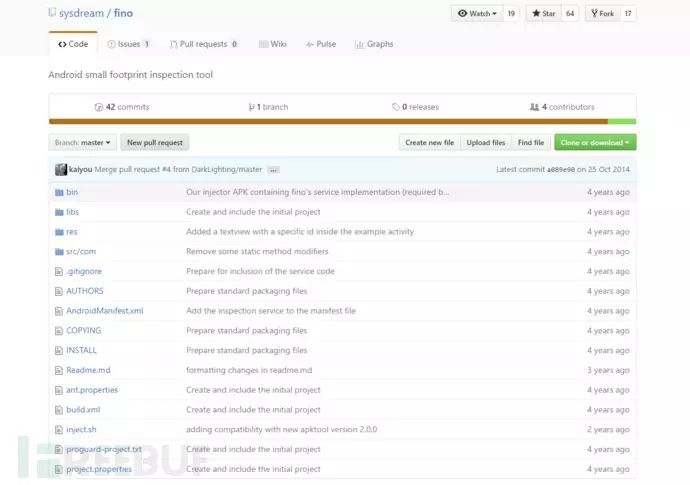 sysdream / fino
Watch 19 Star 64 Fork 17
Code Issues 1 Pull requests 0 Wiki Pulse Graphs
Android small footprint inspection tool
42 commits 1 branch 0 releases 4 contributors
Branch: master New pull request Create new file Upload files Find file Clone or download
kaiyou Merge pull request #4 from DarkLighting/master ... Latest commit a089e90 on 25 Oct 2014
bin Our injector APK containing fino's service implementation (required b... 4 years ago
libs Create and include the initial project 4 years ago
res Added a textview with a specific id inside the example activity 4 years ago
src/com Remove some static method modifiers 4 years ago
.gitignore Prepare for inclusion of the service code 4 years ago
AUTHORS Prepare standard packaging files 4 years ago
AndroidManifest.xml Add the inspection service to the manifest file 4 years ago
COPYING Prepare standard packaging files 4 years ago
INSTALL Prepare standard packaging files 4 years ago
Readme.md formatting changes in readme.md 3 years ago
ant.properties Create and include the initial project 4 years ago
build.xml Create and include the initial project 4 years ago
inject.sh adding compatibility with new apktool version 2.0.0 2 years ago
proguard-project.txt Create and include the initial project 4 years ago
project.properties Create and include the initial project 4 years ago
FREEBUF